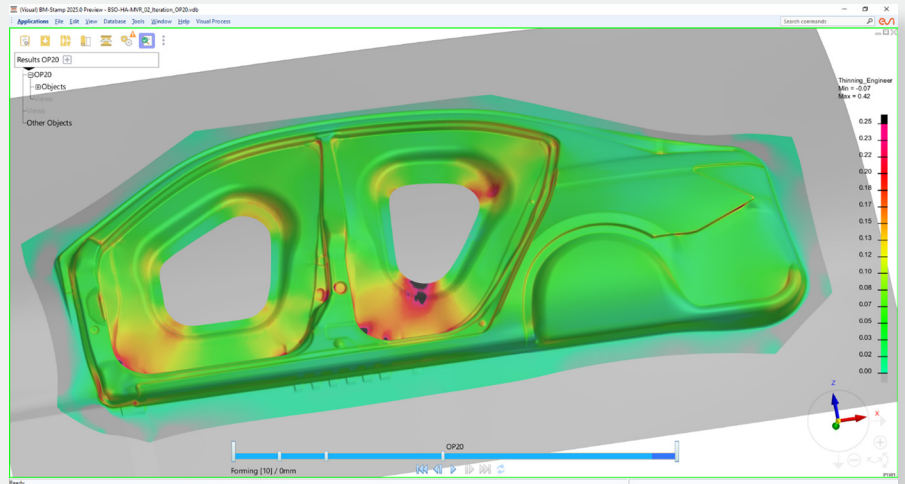 (Visual) BM-Stamp 2025.0 Preview - BSO-HA-MVR_02_Iteration_OP20.vdb
Applications File Edit View Database Tools Window Help Visual Process
Search commands
esi
Results OP20
OP20
Objects
Other Objects
Thinning_Engineer
Min = -0.07
Max = 0.42
0.25
0.23
0.22
0.20
0.18
0.17
0.15
0.13
0.12
0.10
0.08
0.07
0.05
0.03
0.02
0.00
Z
X
OP20
Forming [10] / 0mm
Ready